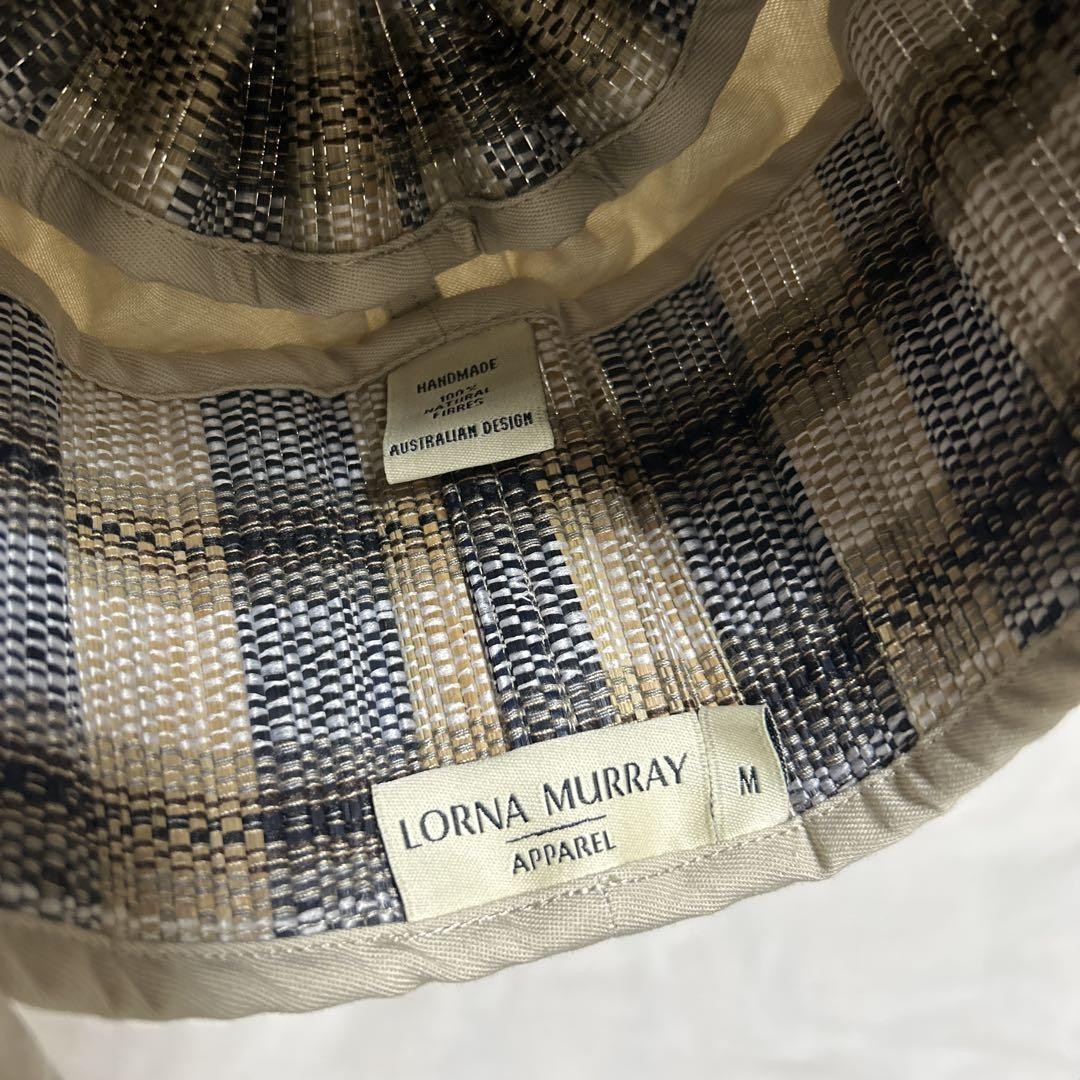 HANDMADE
100%
NATURAL
FIBRES
AUSTRALIAN DESIGN
LORNA MURRAY
APPAREL
M